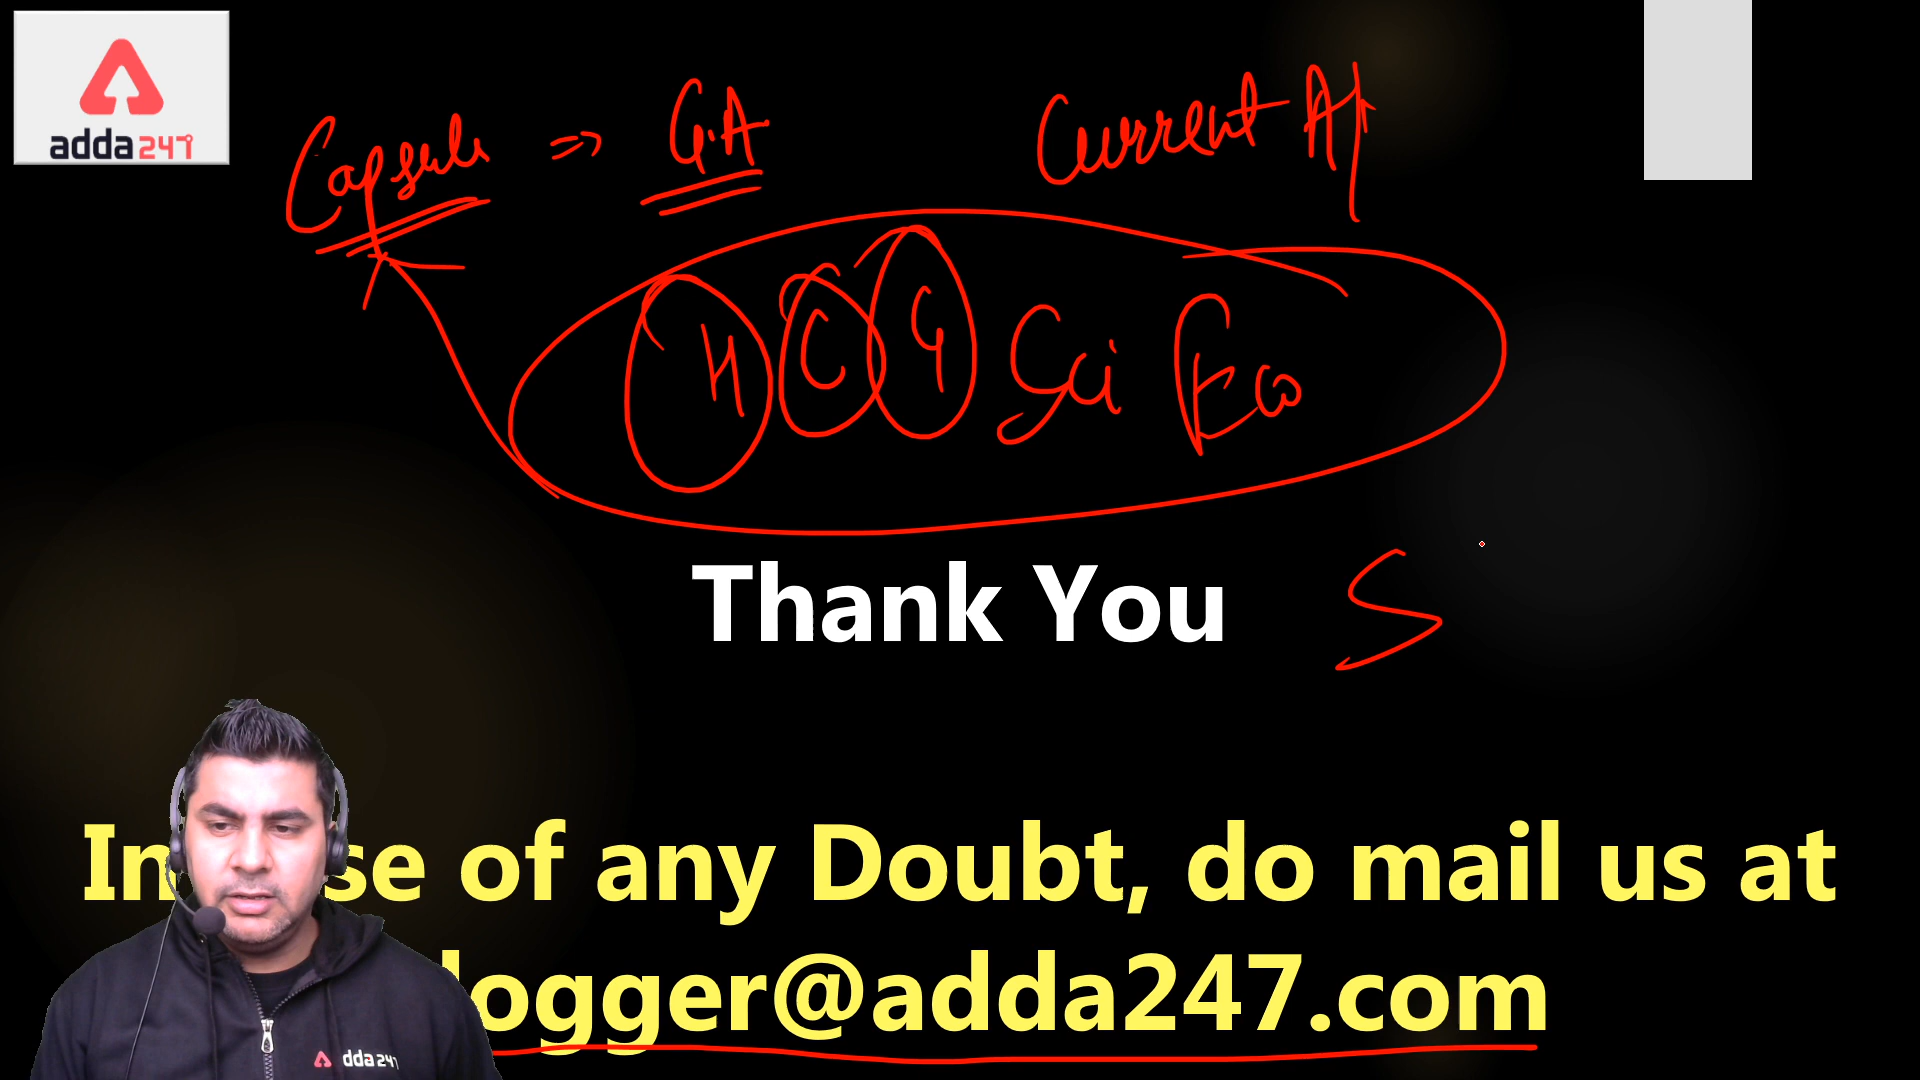 adda247
Capsule => G.A Current Af
H C G Sci Eco
Thank You
S
In se of any Doubt, do mail us at
logger@adda247.com
adda247